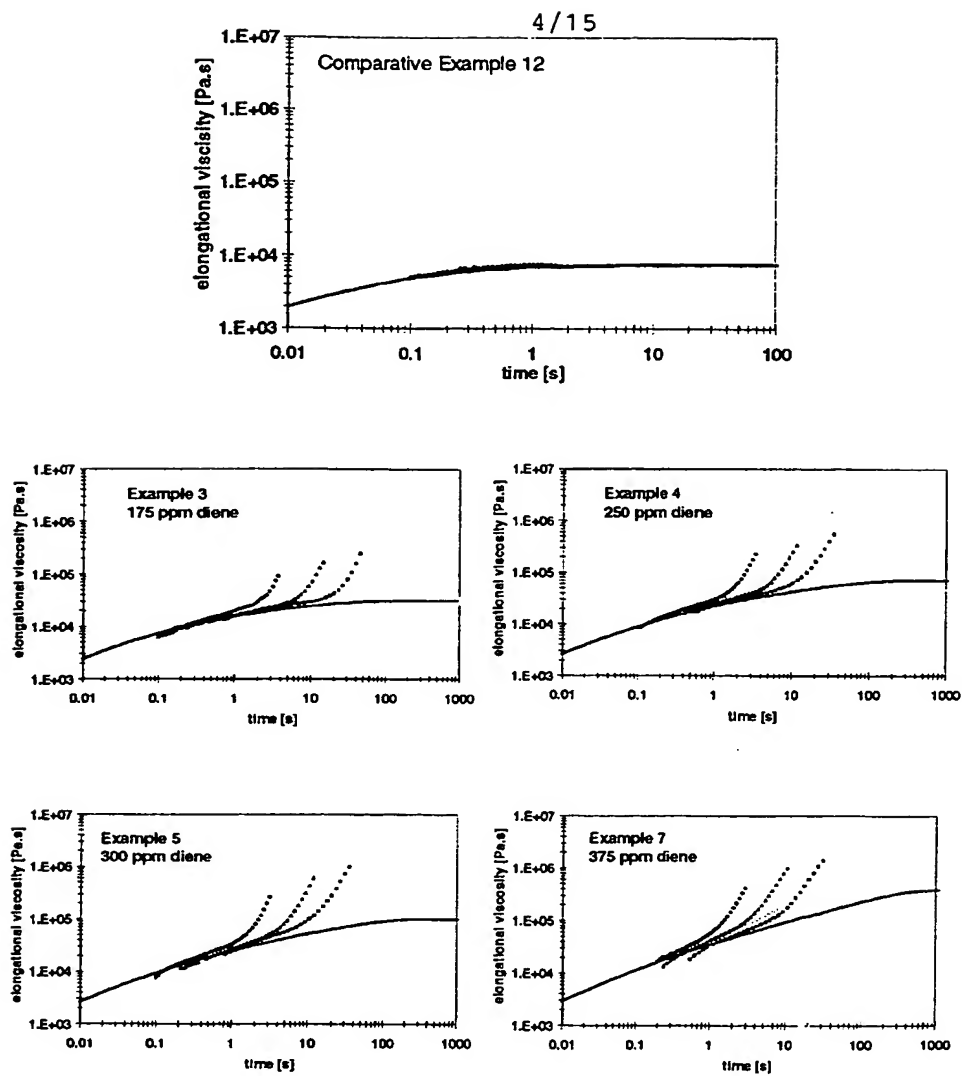 4/15
1.E+07
1.E+06
1.E+05
1.E+04
1.E+03
elongational viscisity [Pa.s]
Comparative Example 12
0.01 0.1 1 10 100
time [s]
1.E+07
1.E+06
1.E+05
1.E+04
1.E+03
elongational viscosity [Pa.s]
Example 3
175 ppm diene
0.01 0.1 1 10 100 1000
time [s]
1.E+07
1.E+06
1.E+05
1.E+04
1.E+03
elongational viscosity [Pa.s]
Example 4
250 ppm diene
0.01 0.1 1 10 100 1000
time [s]
1.E+07
1.E+06
1.E+05
1.E+04
1.E+03
elongational viscosity [Pa.s]
Example 5
300 ppm diene
0.01 0.1 1 10 100 1000
time [s]
1.E+07
1.E+06
1.E+05
1.E+04
1.E+03
elongational viscosity [Pa.s]
Example 7
375 ppm diene
0.01 0.1 1 10 100 1000
time [s]